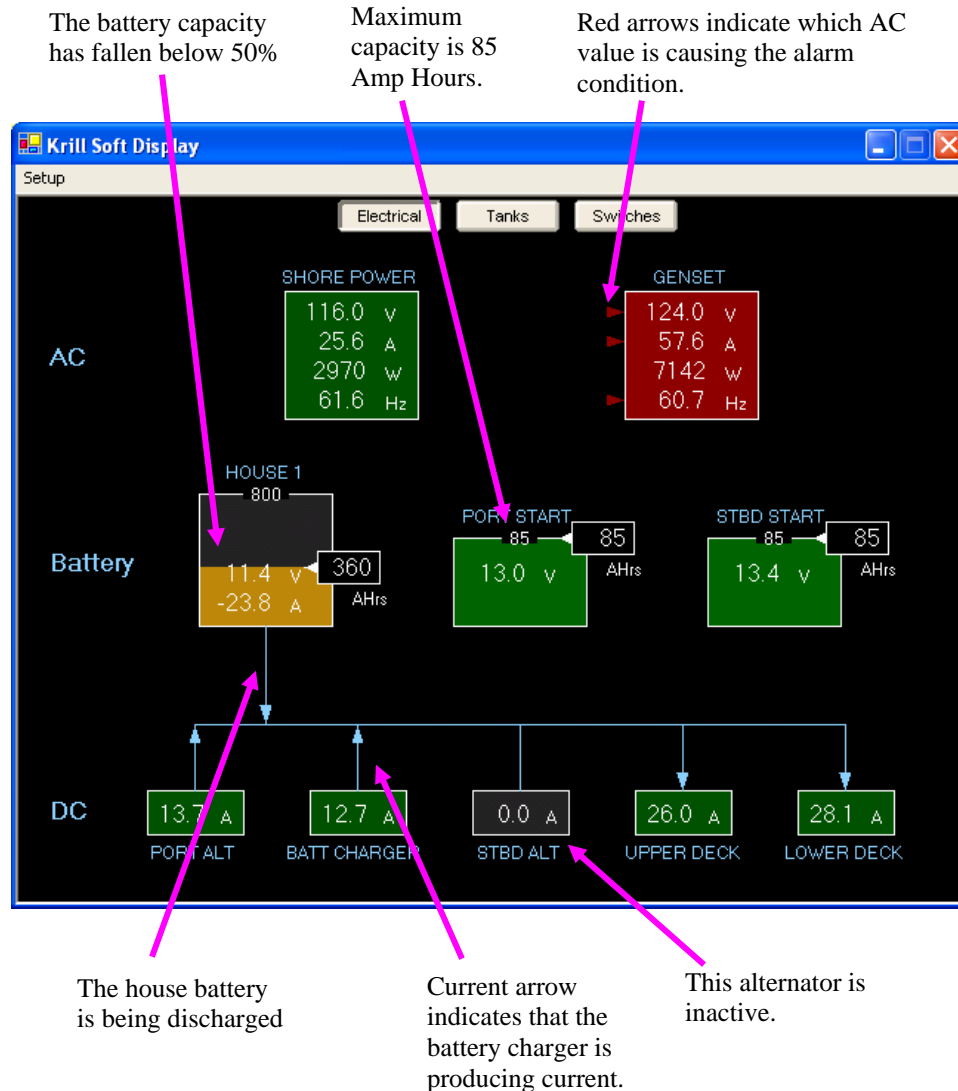 The battery capacity
has fallen below 50%
Maximum
capacity is 85
Amp Hours.
Red arrows indicate which AC
value is causing the alarm
condition.
Krill Soft Display
Setup
Electrical
Tanks
Switches
AC
SHORE POWER
116.0 V
25.6 A
2970 W
61.6 Hz
GENSET
124.0 V
57.6 A
7142 W
60.7 Hz
Battery
HOUSE 1
800
11.4 V
-23.8 A
360
AHrs
PORT START
85
13.0 V
85
AHrs
STBD START
85
13.4 V
85
AHrs
DC
13.7 A
PORT ALT
12.7 A
BATT CHARGER
0.0 A
STBD ALT
26.0 A
UPPER DECK
28.1 A
LOWER DECK
The house battery
is being discharged
Current arrow
indicates that the
battery charger is
producing current.
This alternator is
inactive.